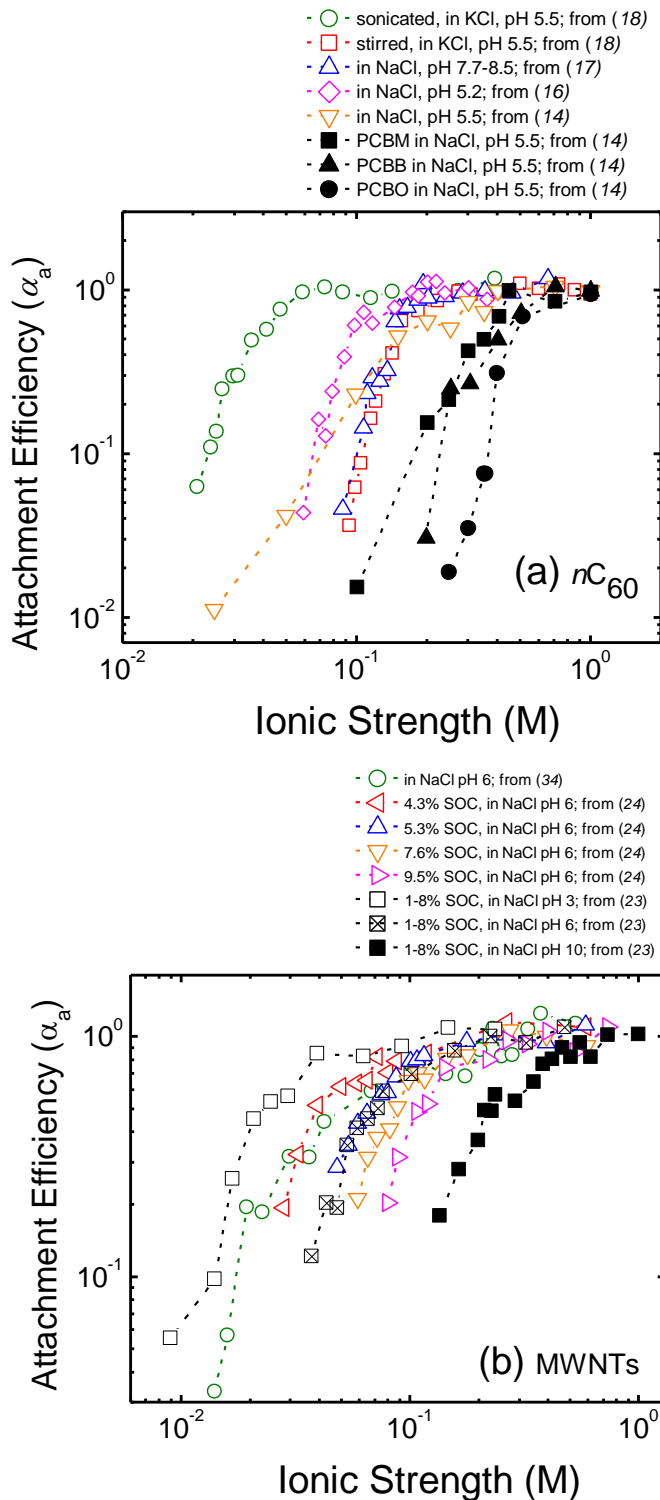 sonicated, in KCl, pH 5.5; from (18)
stirred, in KCl, pH 5.5; from (18)
in NaCl, pH 7.7-8.5; from (17)
in NaCl, pH 5.2; from (16)
in NaCl, pH 5.5; from (14)
PCBM in NaCl, pH 5.5; from (14)
PCBB in NaCl, pH 5.5; from (14)
PCBO in NaCl, pH 5.5; from (14)
Attachment Efficiency (αₐ)
10⁰
10⁻¹
10⁻²
(a) nC₆₀
10⁻² 10⁻¹ 10⁰
Ionic Strength (M)
in NaCl pH 6; from (34)
4.3% SOC, in NaCl pH 6; from (24)
5.3% SOC, in NaCl pH 6; from (24)
7.6% SOC, in NaCl pH 6; from (24)
9.5% SOC, in NaCl pH 6; from (24)
1-8% SOC, in NaCl pH 3; from (23)
1-8% SOC, in NaCl pH 6; from (23)
1-8% SOC, in NaCl pH 10; from (23)
Attachment Efficiency (αₐ)
10⁰
10⁻¹
(b) MWNTs
10⁻² 10⁻¹ 10⁰
Ionic Strength (M)